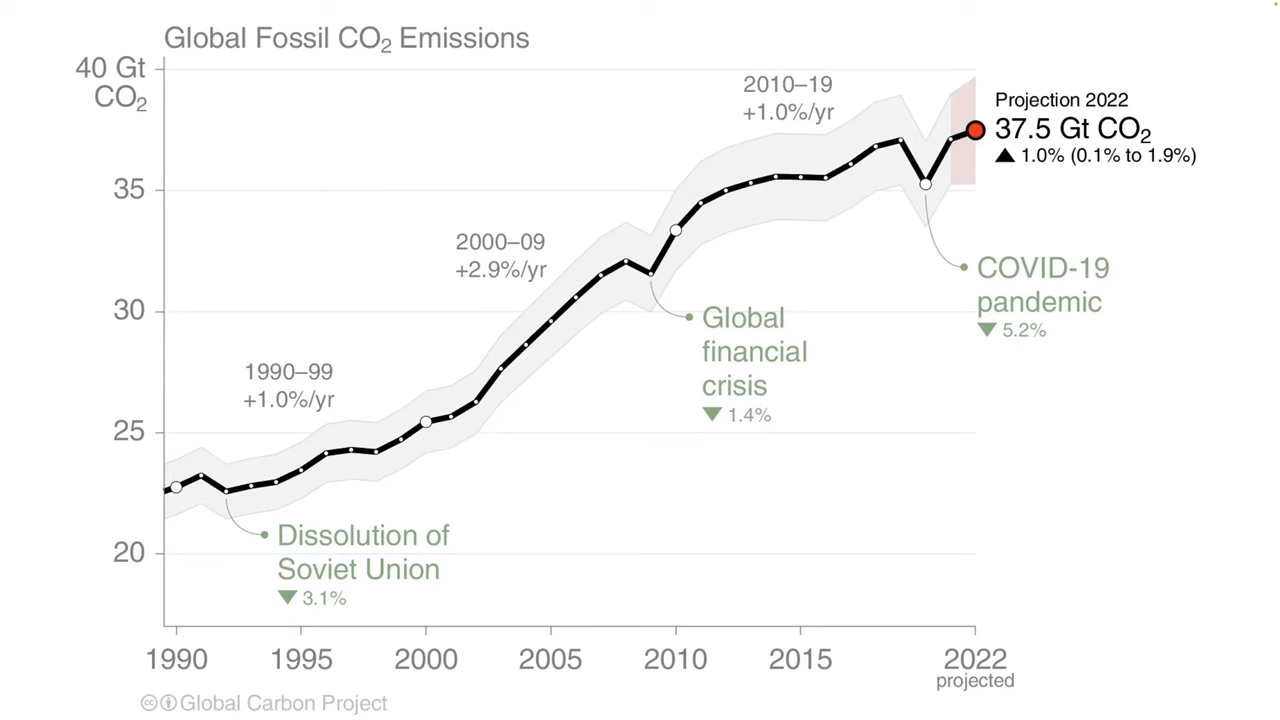 Global Fossil CO₂ Emissions
40 Gt
CO₂
35
30
25
20
2010–19
+1.0%/yr
Projection 2022
37.5 Gt CO₂
▲ 1.0% (0.1% to 1.9%)
2000–09
+2.9%/yr
COVID-19
pandemic
▼ 5.2%
Global
financial
crisis
▼ 1.4%
1990–99
+1.0%/yr
Dissolution of
Soviet Union
▼ 3.1%
1990
1995
2000
2005
2010
2015
2022
projected
Global Carbon Project